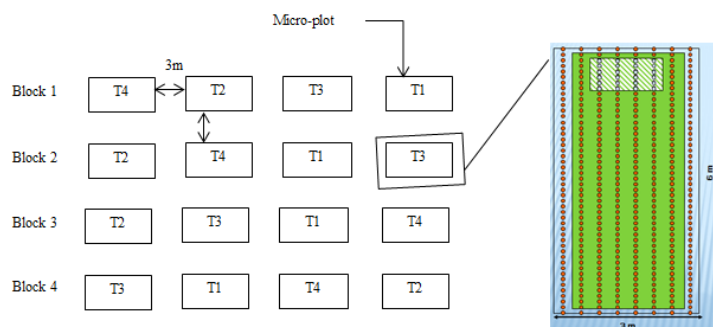 Micro-plot
3m
Block 1 T4 T2 T3 T1
Block 2 T2 T4 T1 T3
6 m
Block 3 T2 T3 T1 T4
Block 4 T3 T1 T4 T2
3 m